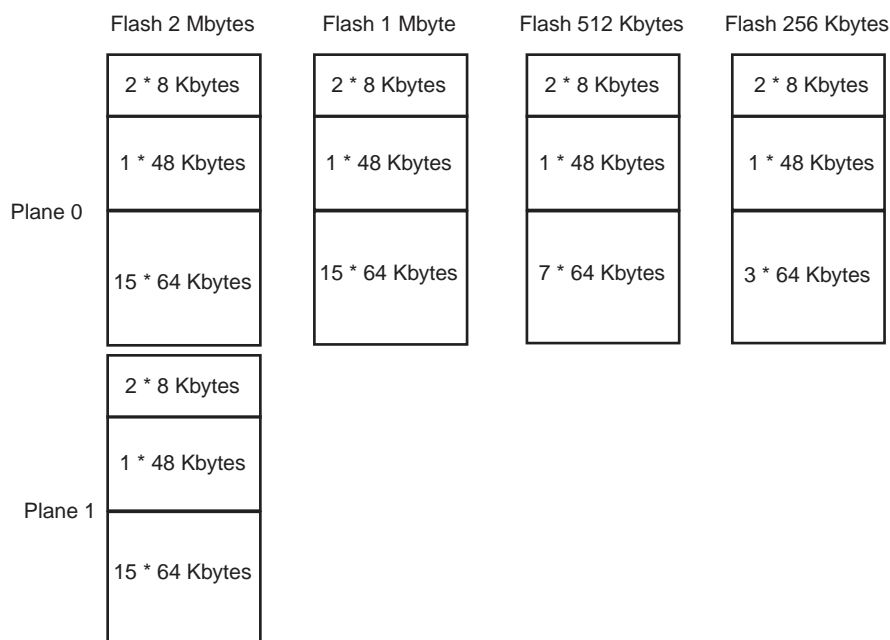 Flash 2 Mbytes Flash 1 Mbyte Flash 512 Kbytes Flash 256 Kbytes
2 * 8 Kbytes 2 * 8 Kbytes 2 * 8 Kbytes 2 * 8 Kbytes
1 * 48 Kbytes 1 * 48 Kbytes 1 * 48 Kbytes 1 * 48 Kbytes
Plane 0
15 * 64 Kbytes 15 * 64 Kbytes 7 * 64 Kbytes 3 * 64 Kbytes
2 * 8 Kbytes
1 * 48 Kbytes
Plane 1
15 * 64 Kbytes